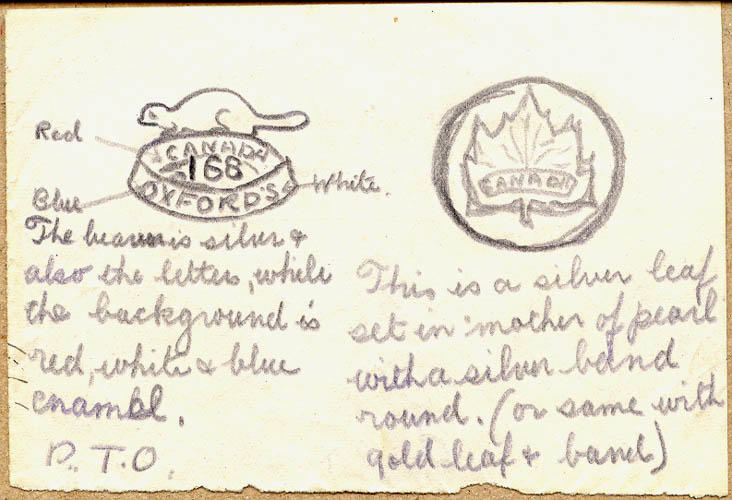 Red
CANADA
168
OXFORD'S
Blue
White.
The beaver is silver &
also the letters, while
the background is
red, white & blue
enamel.
P. T. O.
CANADA
This is a silver leaf
set in mother of pearl
with a silver band
round. (or same with
gold leaf & band)